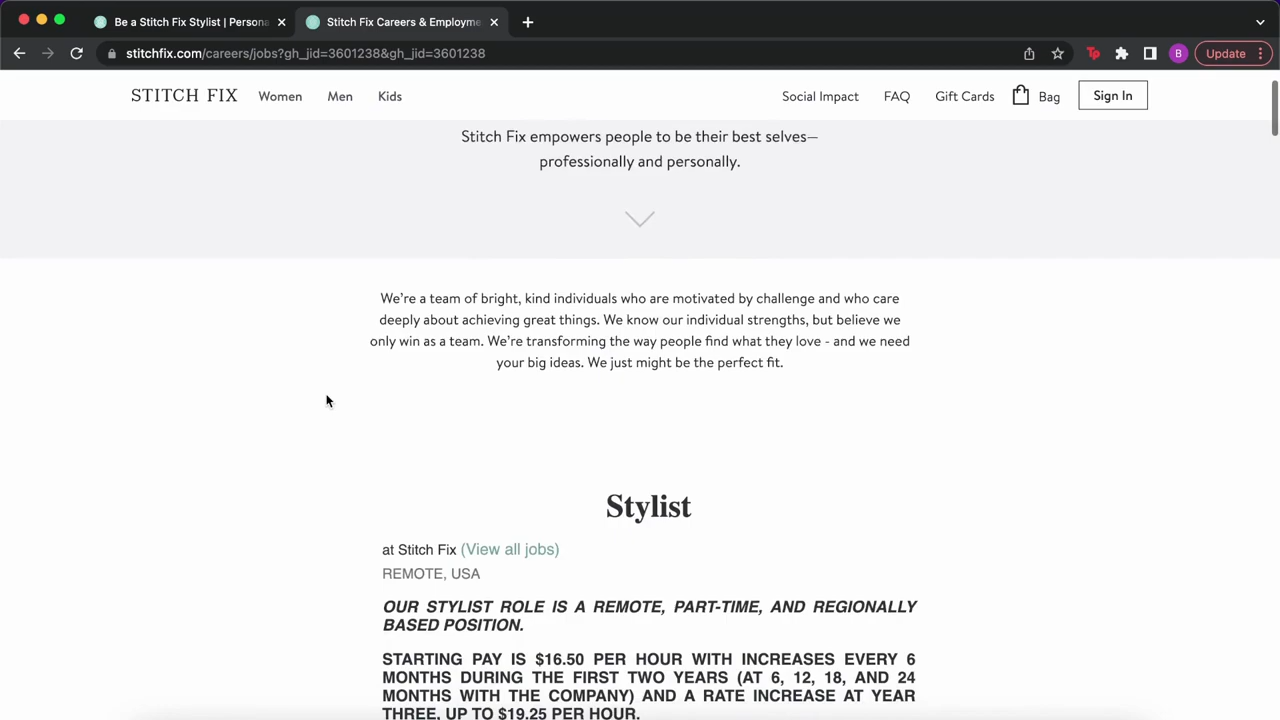 Be a Stitch Fix Stylist | Persona
Stitch Fix Careers & Employme
stitchfix.com/careers/jobs?gh_jid=3601238&gh_jid=3601238
B
Update
STITCH FIX
Women
Men
Kids
Social Impact
FAQ
Gift Cards
Bag
Sign In
Stitch Fix empowers people to be their best selves—
professionally and personally.
We're a team of bright, kind individuals who are motivated by challenge and who care
deeply about achieving great things. We know our individual strengths, but believe we
only win as a team. We're transforming the way people find what they love - and we need
your big ideas. We just might be the perfect fit.
Stylist
at Stitch Fix (View all jobs)
REMOTE, USA
OUR STYLIST ROLE IS A REMOTE, PART-TIME, AND REGIONALLY
BASED POSITION.
STARTING PAY IS $16.50 PER HOUR WITH INCREASES EVERY 6
MONTHS DURING THE FIRST TWO YEARS (AT 6, 12, 18, AND 24
MONTHS WITH THE COMPANY) AND A RATE INCREASE AT YEAR
THREE, UP TO $19.25 PER HOUR.